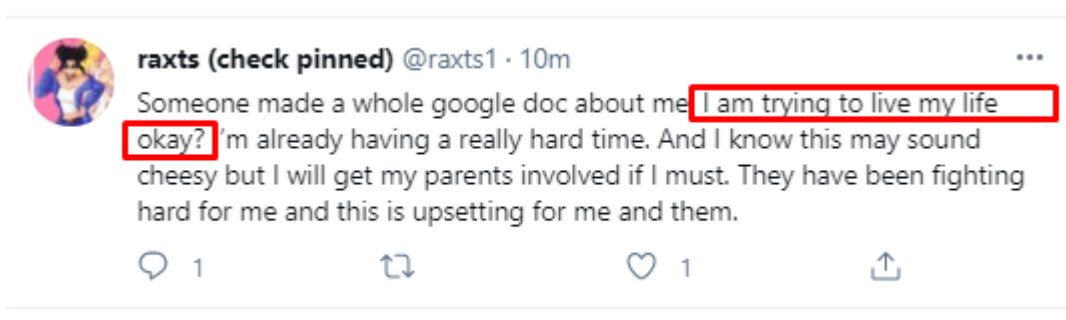 raxts (check pinned) @raxts1 · 10m
Someone made a whole google doc about me I am trying to live my life
okay? 'm already having a really hard time. And I know this may sound
cheesy but I will get my parents involved if I must. They have been fighting
hard for me and this is upsetting for me and them.
1 1